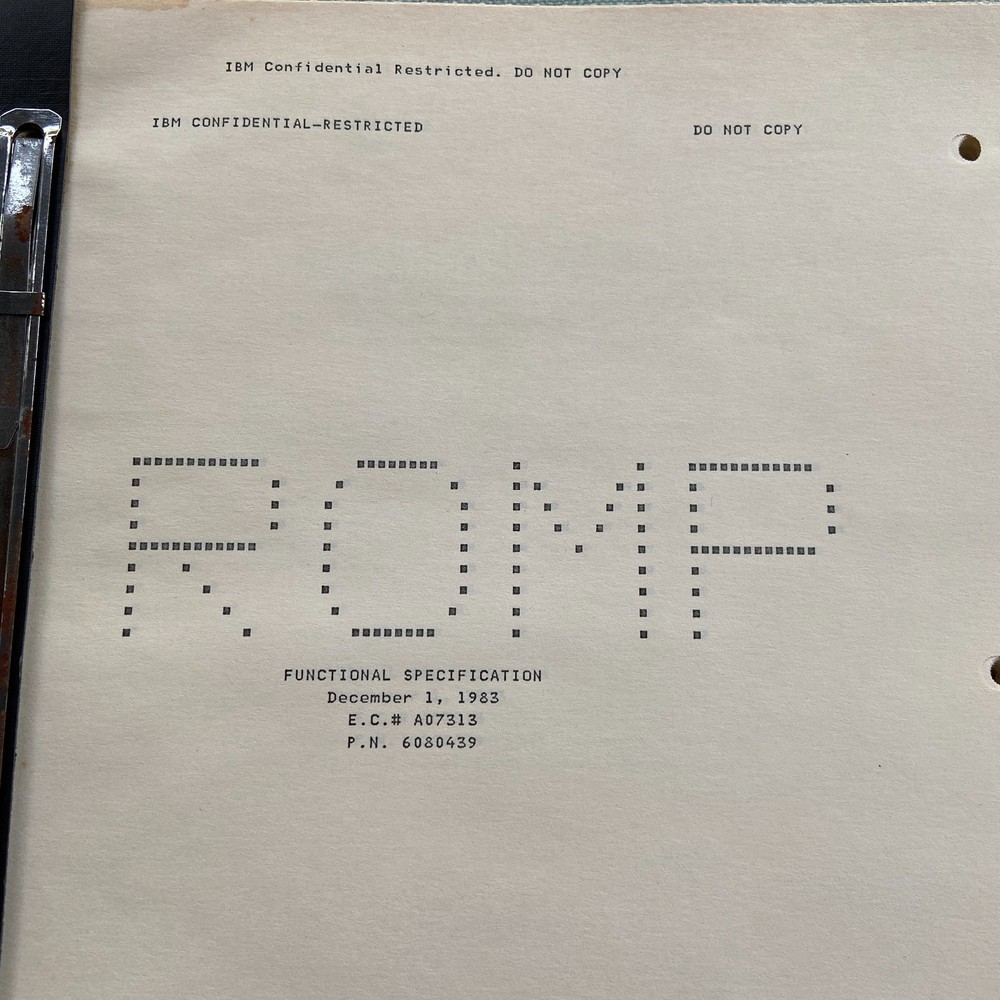 IBM Confidential Restricted. DO NOT COPY
IBM CONFIDENTIAL-RESTRICTED DO NOT COPY
ROMP
FUNCTIONAL SPECIFICATION
December 1, 1983
E.C.# A07313
P.N. 6080439